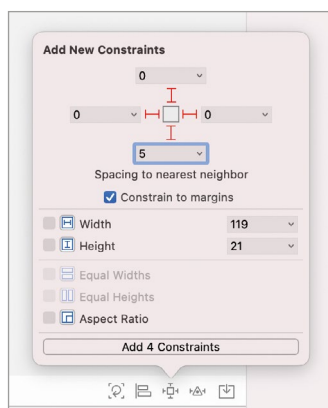 Add New Constraints
0
0 0
5
Spacing to nearest neighbor
Constrain to margins
Width 119
Height 21
Equal Widths
Equal Heights
Aspect Ratio
Add 4 Constraints